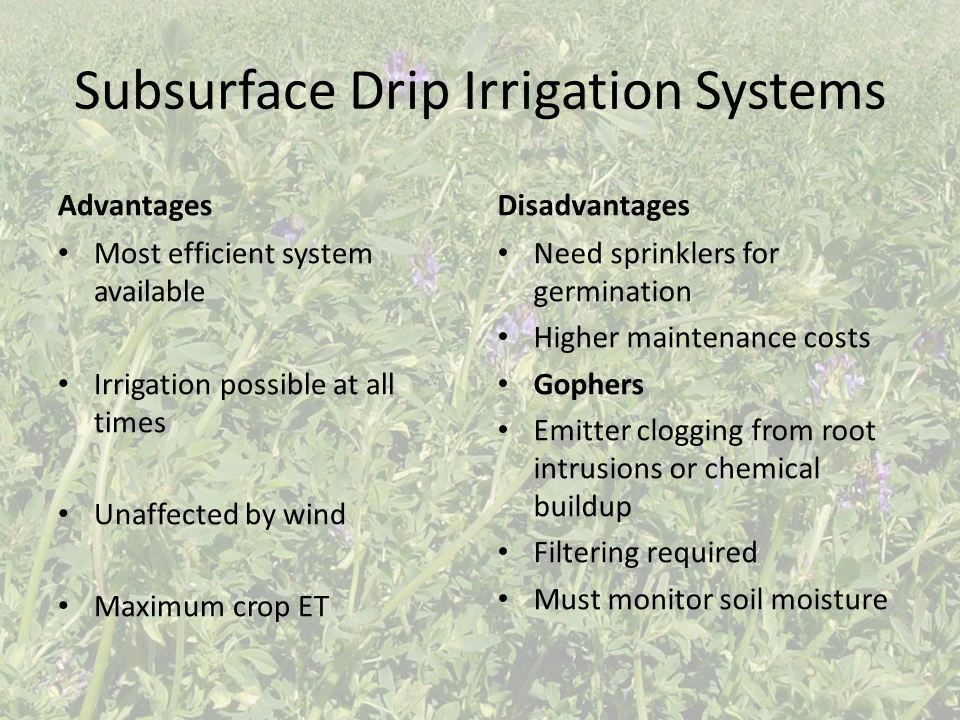 Subsurface Drip Irrigation Systems
Advantages
• Most efficient system
available
• Irrigation possible at all
times
• Unaffected by wind
• Maximum crop ET
Disadvantages
• Need sprinklers for
germination
• Higher maintenance costs
• Gophers
• Emitter clogging from root
intrusions or chemical
buildup
• Filtering required
• Must monitor soil moisture